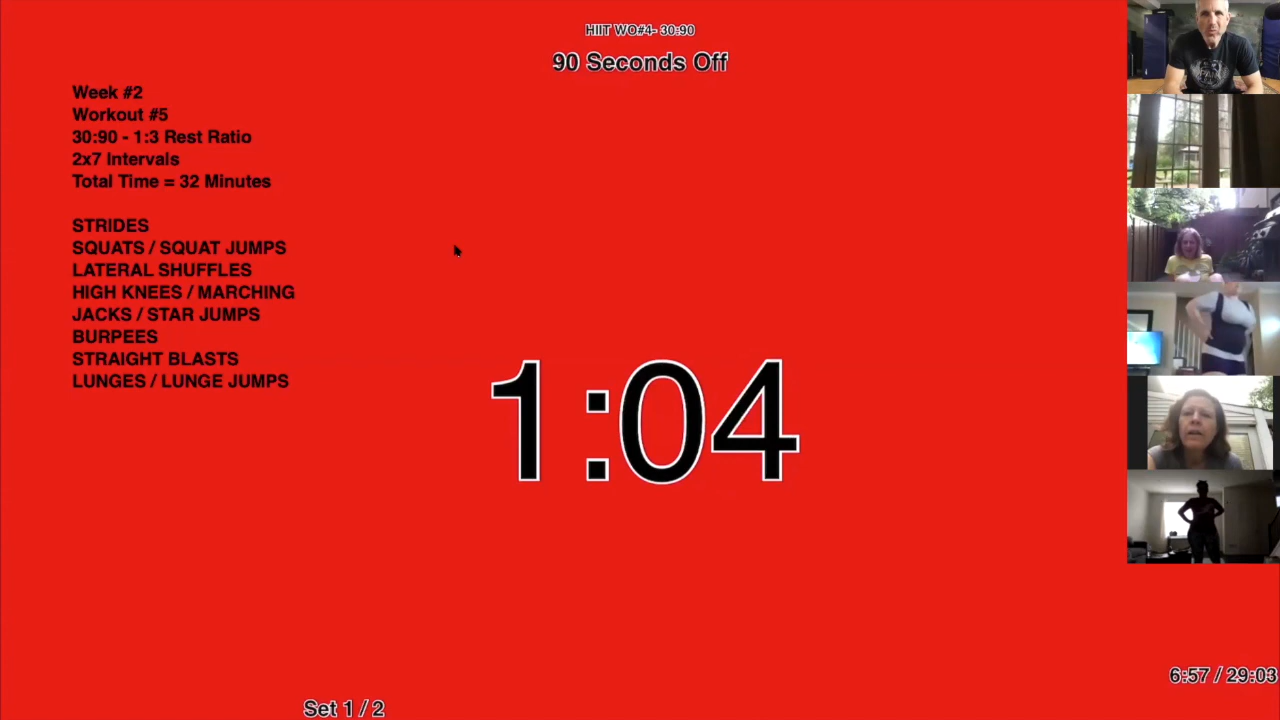 HIIT WO#4- 30:90
90 Seconds Off
Week #2
Workout #5
30:90 - 1:3 Rest Ratio
2x7 Intervals
Total Time = 32 Minutes
STRIDES
SQUATS / SQUAT JUMPS
LATERAL SHUFFLES
HIGH KNEES / MARCHING
JACKS / STAR JUMPS
BURPEES
STRAIGHT BLASTS
LUNGES / LUNGE JUMPS
1:04
6:57 / 29:03
Set 1 / 2